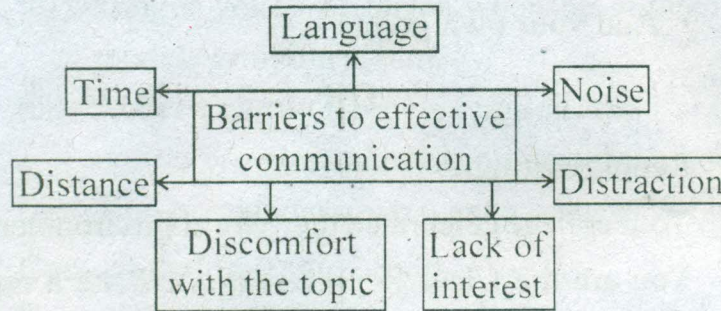 Language
Time
Noise
Barriers to effective
communication
Distance
Distraction
Discomfort
with the topic
Lack of
interest